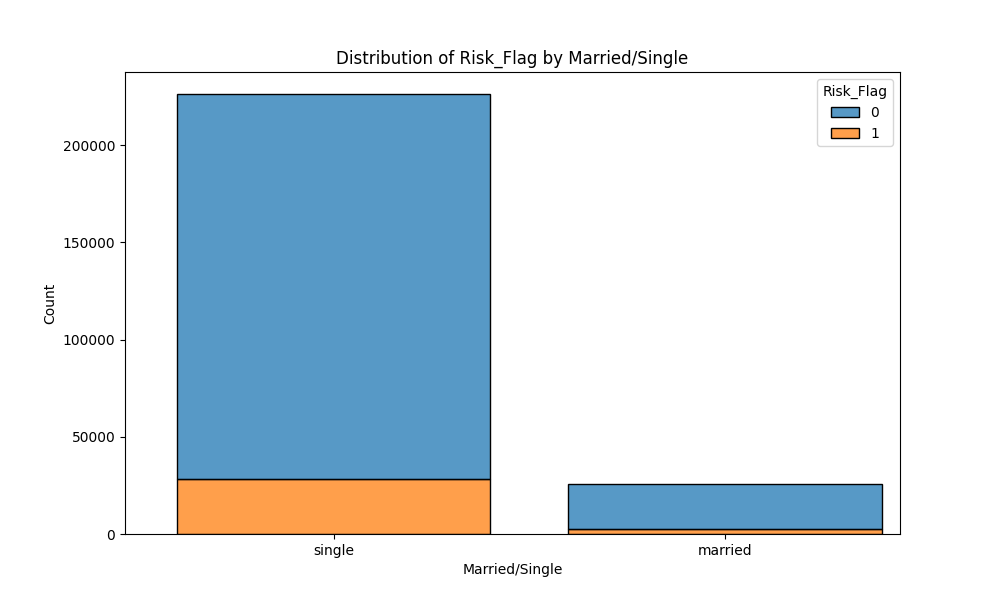 Distribution of Risk_Flag by Married/Single
Risk_Flag
0
1
200000
150000
100000
50000
0
Count
single
married
Married/Single